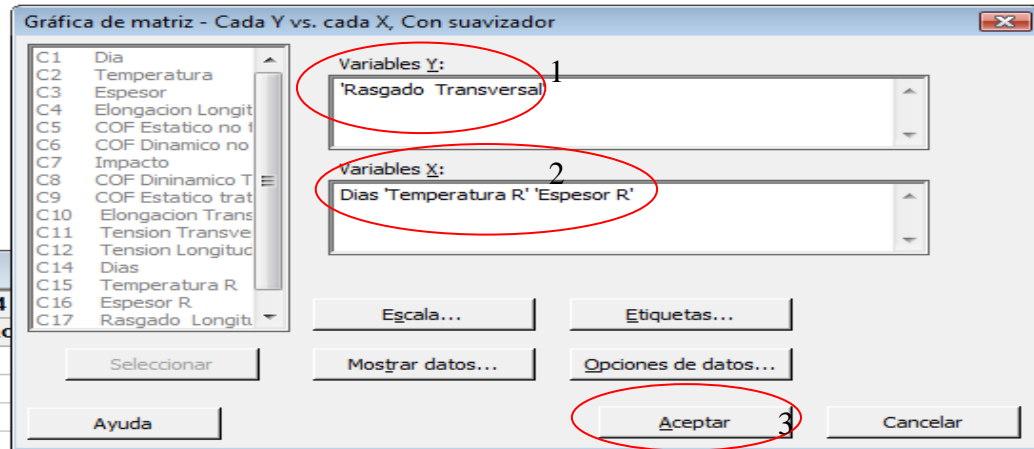 Gráfica de matriz - Cada Y vs. cada X, Con suavizador
C1 Dia
C2 Temperatura
C3 Espesor
C4 Elongacion Longit
C5 COF Estatico no t
C6 COF Dinamico no
C7 Impacto
C8 COF Dininamico T
C9 COF Estatico trat
C10 Elongacion Trans
C11 Tension Transve
C12 Tension Longitud
C14 Dias
C15 Temperatura R
C16 Espesor R
C17 Rasgado Longitu
Variables Y:
1
'Rasgado Transversal'
Variables X:
2
Dias 'Temperatura R' 'Espesor R'
Escala...
Etiquetas...
Seleccionar
Mostrar datos...
Opciones de datos...
Ayuda
Aceptar
3
Cancelar
4